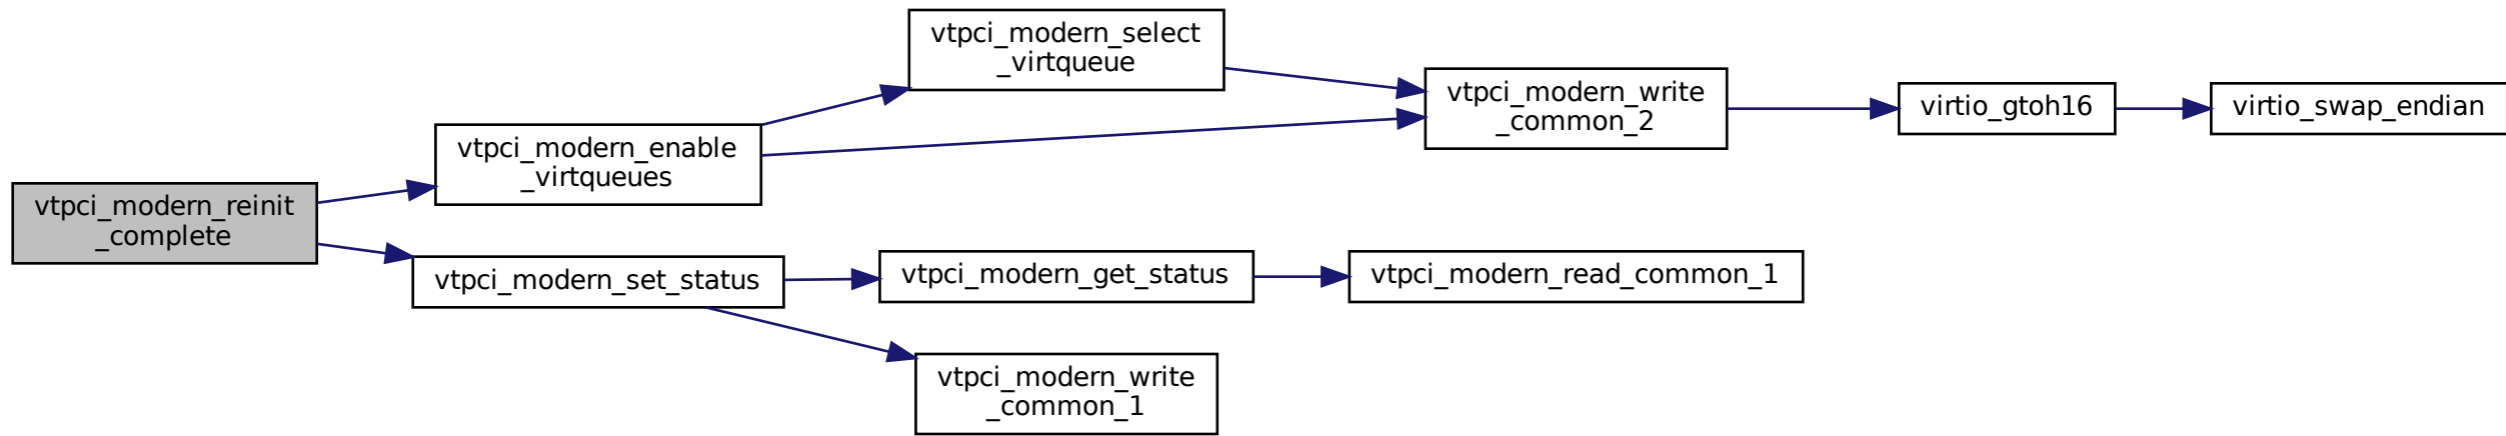 vtpci_modern_reinit
_complete
vtpci_modern_enable
_virtqueues
vtpci_modern_select
_virtqueue
vtpci_modern_write
_common_2
virtio_gtoh16
virtio_swap_endian
vtpci_modern_set_status
vtpci_modern_get_status
vtpci_modern_read_common_1
vtpci_modern_write
_common_1